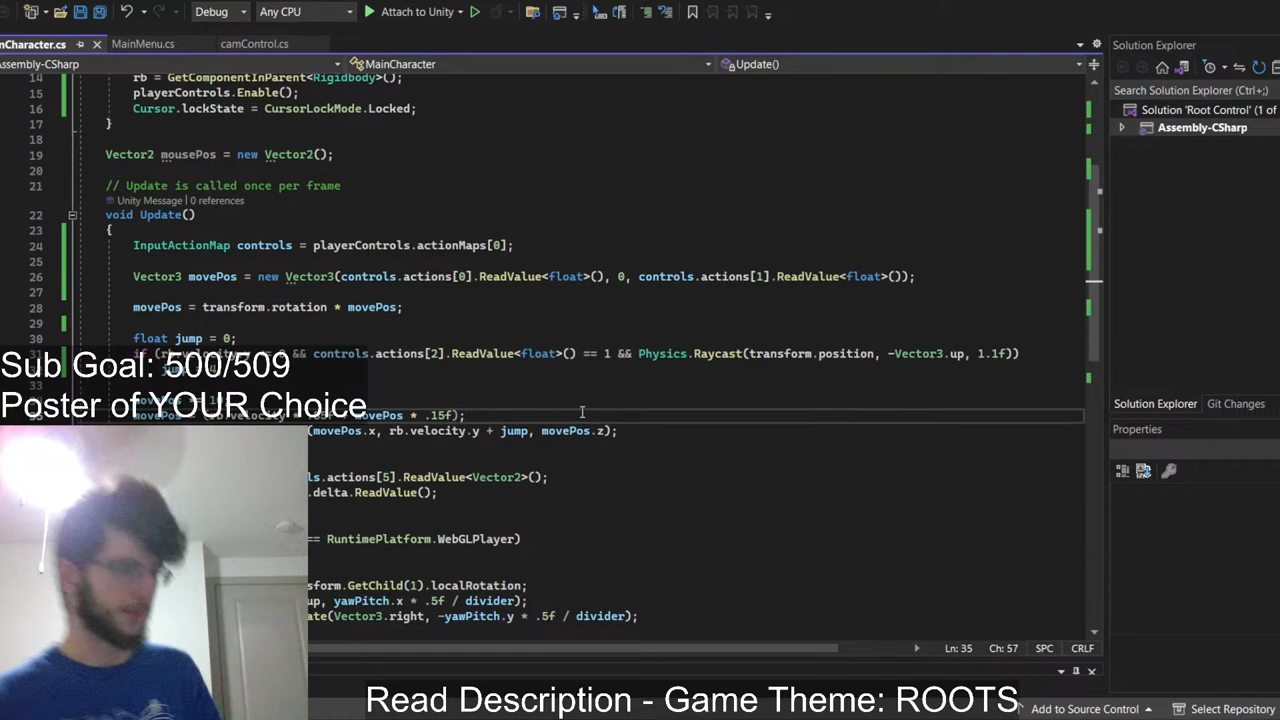 Debug
Any CPU
Attach to Unity
nCharacter.cs
MainMenu.cs
camControl.cs
Assembly-CSharp
MainCharacter
Update()
14 rb = GetComponentInParent<Rigidbody>();
15 playerControls.Enable();
16 Cursor.lockState = CursorLockMode.Locked;
17 }
18
19 Vector2 mousePos = new Vector2();
20
21 // Update is called once per frame
Unity Message | 0 references
22 void Update()
23 {
24 InputActionMap controls = playerControls.actionMaps[0];
25
26 Vector3 movePos = new Vector3(controls.actions[0].ReadValue<float>(), 0, controls.actions[1].ReadValue<float>());
27
28 movePos = transform.rotation * movePos;
29
30 float jump = 0;
31 && controls.actions[2].ReadValue<float>() == 1 && Physics.Raycast(transform.position, -Vector3.up, 1.1f))
movePos * .15f);
(movePos.x, rb.velocity.y + jump, movePos.z);
ls.actions[5].ReadValue<Vector2>();
.delta.ReadValue();
== RuntimePlatform.WebGLPlayer)
sform.GetChild(1).localRotation;
up, yawPitch.x * .5f / divider);
ate(Vector3.right, -yawPitch.y * .5f / divider);
Sub Goal: 500/509
Poster of YOUR Choice
Ln: 35 Ch: 57 SPC CRLF
Solution Explorer
Search Solution Explorer (Ctrl+;)
Solution 'Root Control' (1 of
Assembly-CSharp
Solution Explorer Git Changes
Properties
Read Description - Game Theme: ROOTS
Add to Source Control
Select Repository